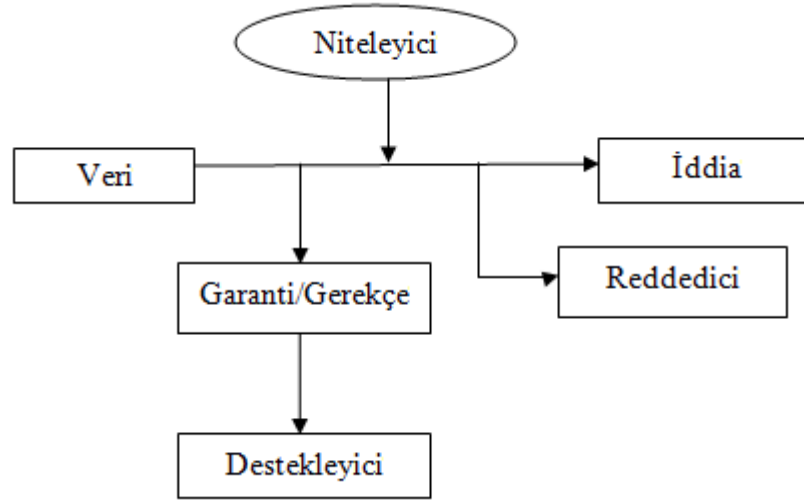 Niteleyici
Veri
İddia
Garanti/Gerekçe
Reddedici
Destekleyici